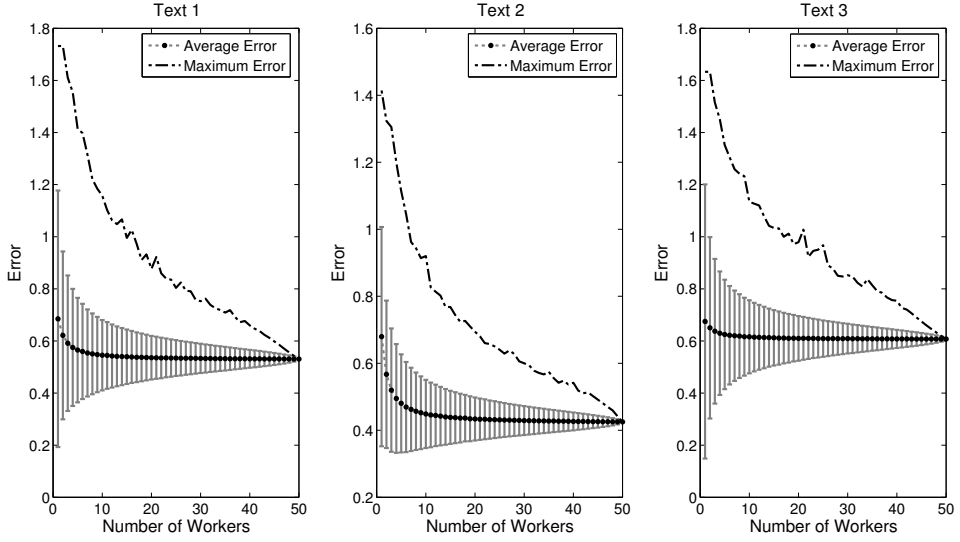 Text 1
Error
1.8
1.6
1.4
1.2
1
0.8
0.6
0.4
0.2
0
Average Error
Maximum Error
0 10 20 30 40 50
Number of Workers
Text 2
Error
1.6
1.4
1.2
1
0.8
0.6
0.4
0.2
Average Error
Maximum Error
0 10 20 30 40 50
Number of Workers
Text 3
Error
1.8
1.6
1.4
1.2
1
0.8
0.6
0.4
0.2
0
Average Error
Maximum Error
0 10 20 30 40 50
Number of Workers